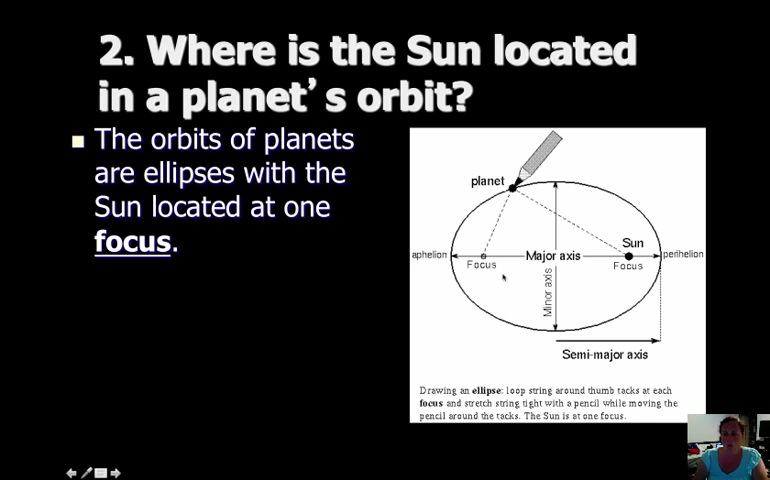 2. Where is the Sun located
in a planet's orbit?
The orbits of planets
are ellipses with the
Sun located at one
focus.
planet
Sun
aphelion
Major axis
perihelion
Focus
Focus
Minor axis
Semi-major axis
Drawing an ellipse: loop string around thumb tacks at each
focus and stretch string tight with a pencil while moving the
pencil around the tacks. The Sun is at one focus.